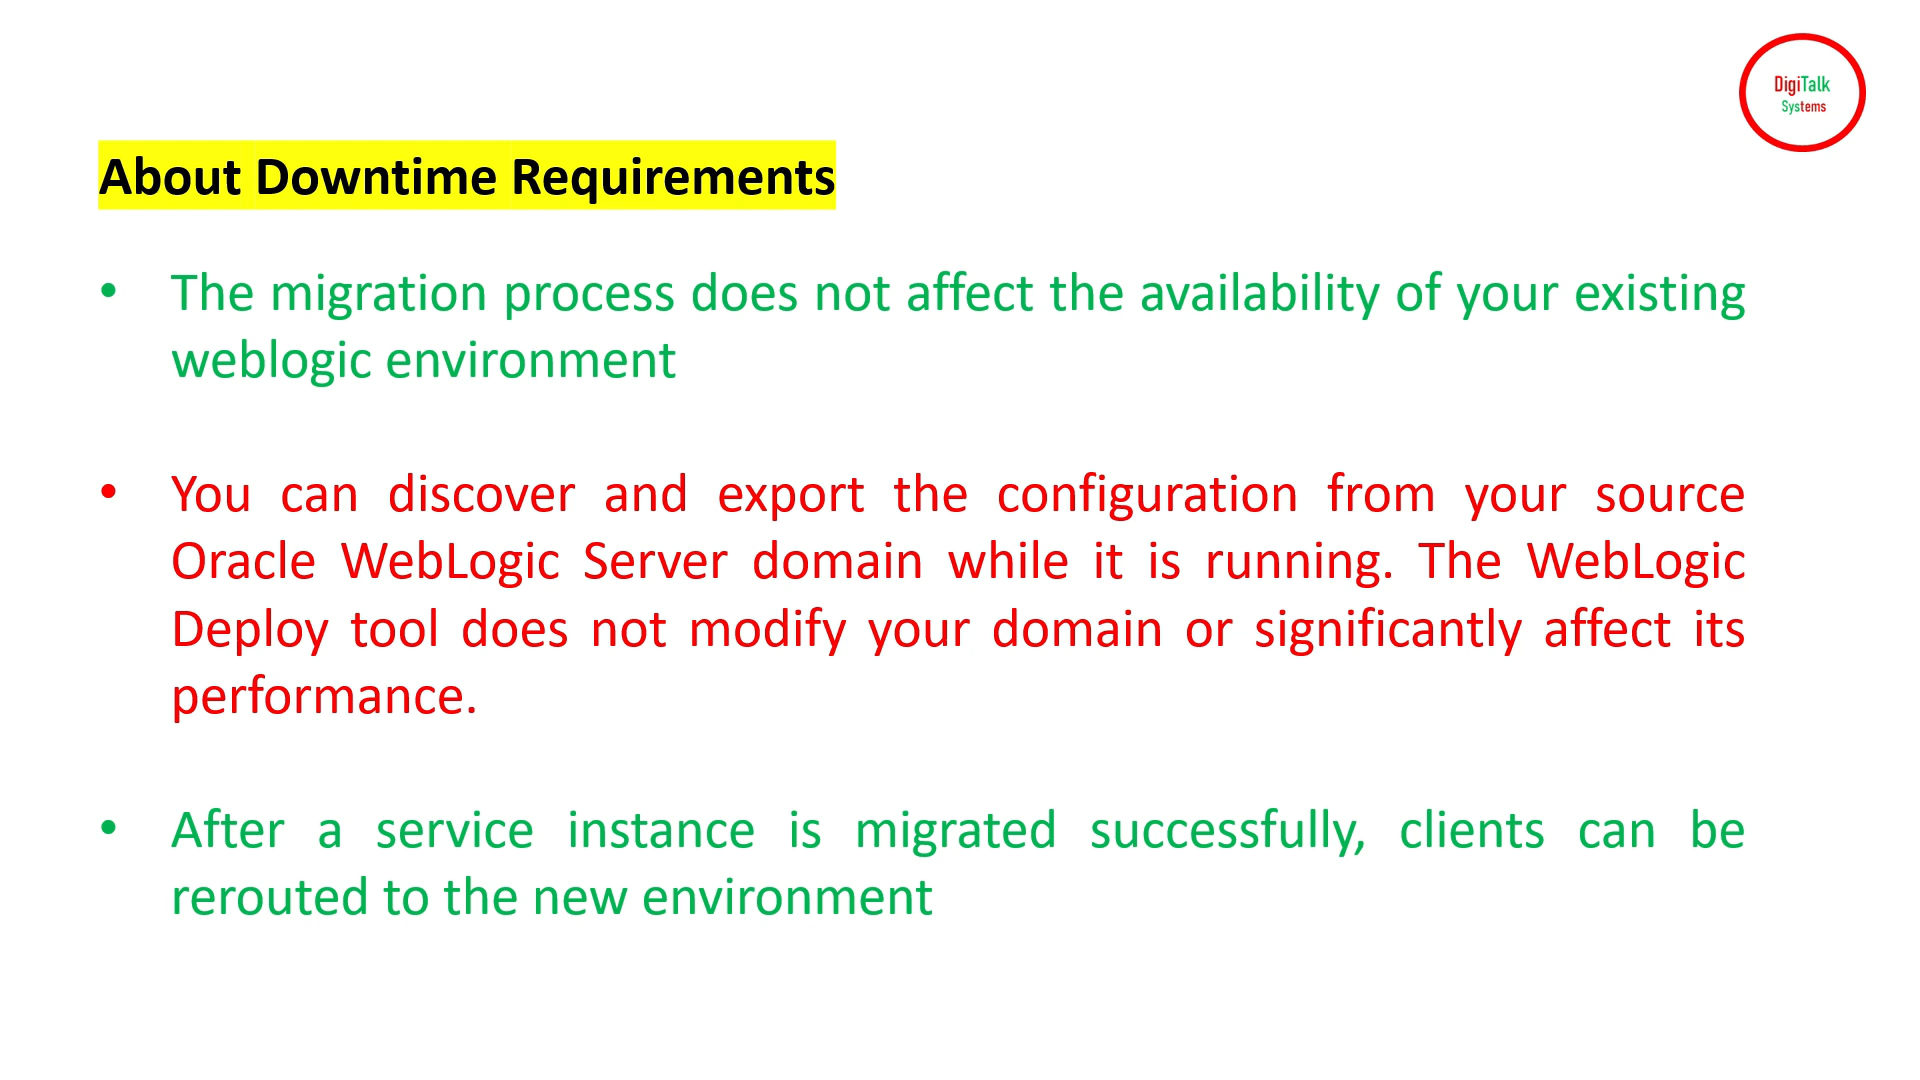 DigiTalk
Systems
About Downtime Requirements
• The migration process does not affect the availability of your existing
weblogic environment
• You can discover and export the configuration from your source
Oracle WebLogic Server domain while it is running. The WebLogic
Deploy tool does not modify your domain or significantly affect its
performance.
• After a service instance is migrated successfully, clients can be
rerouted to the new environment